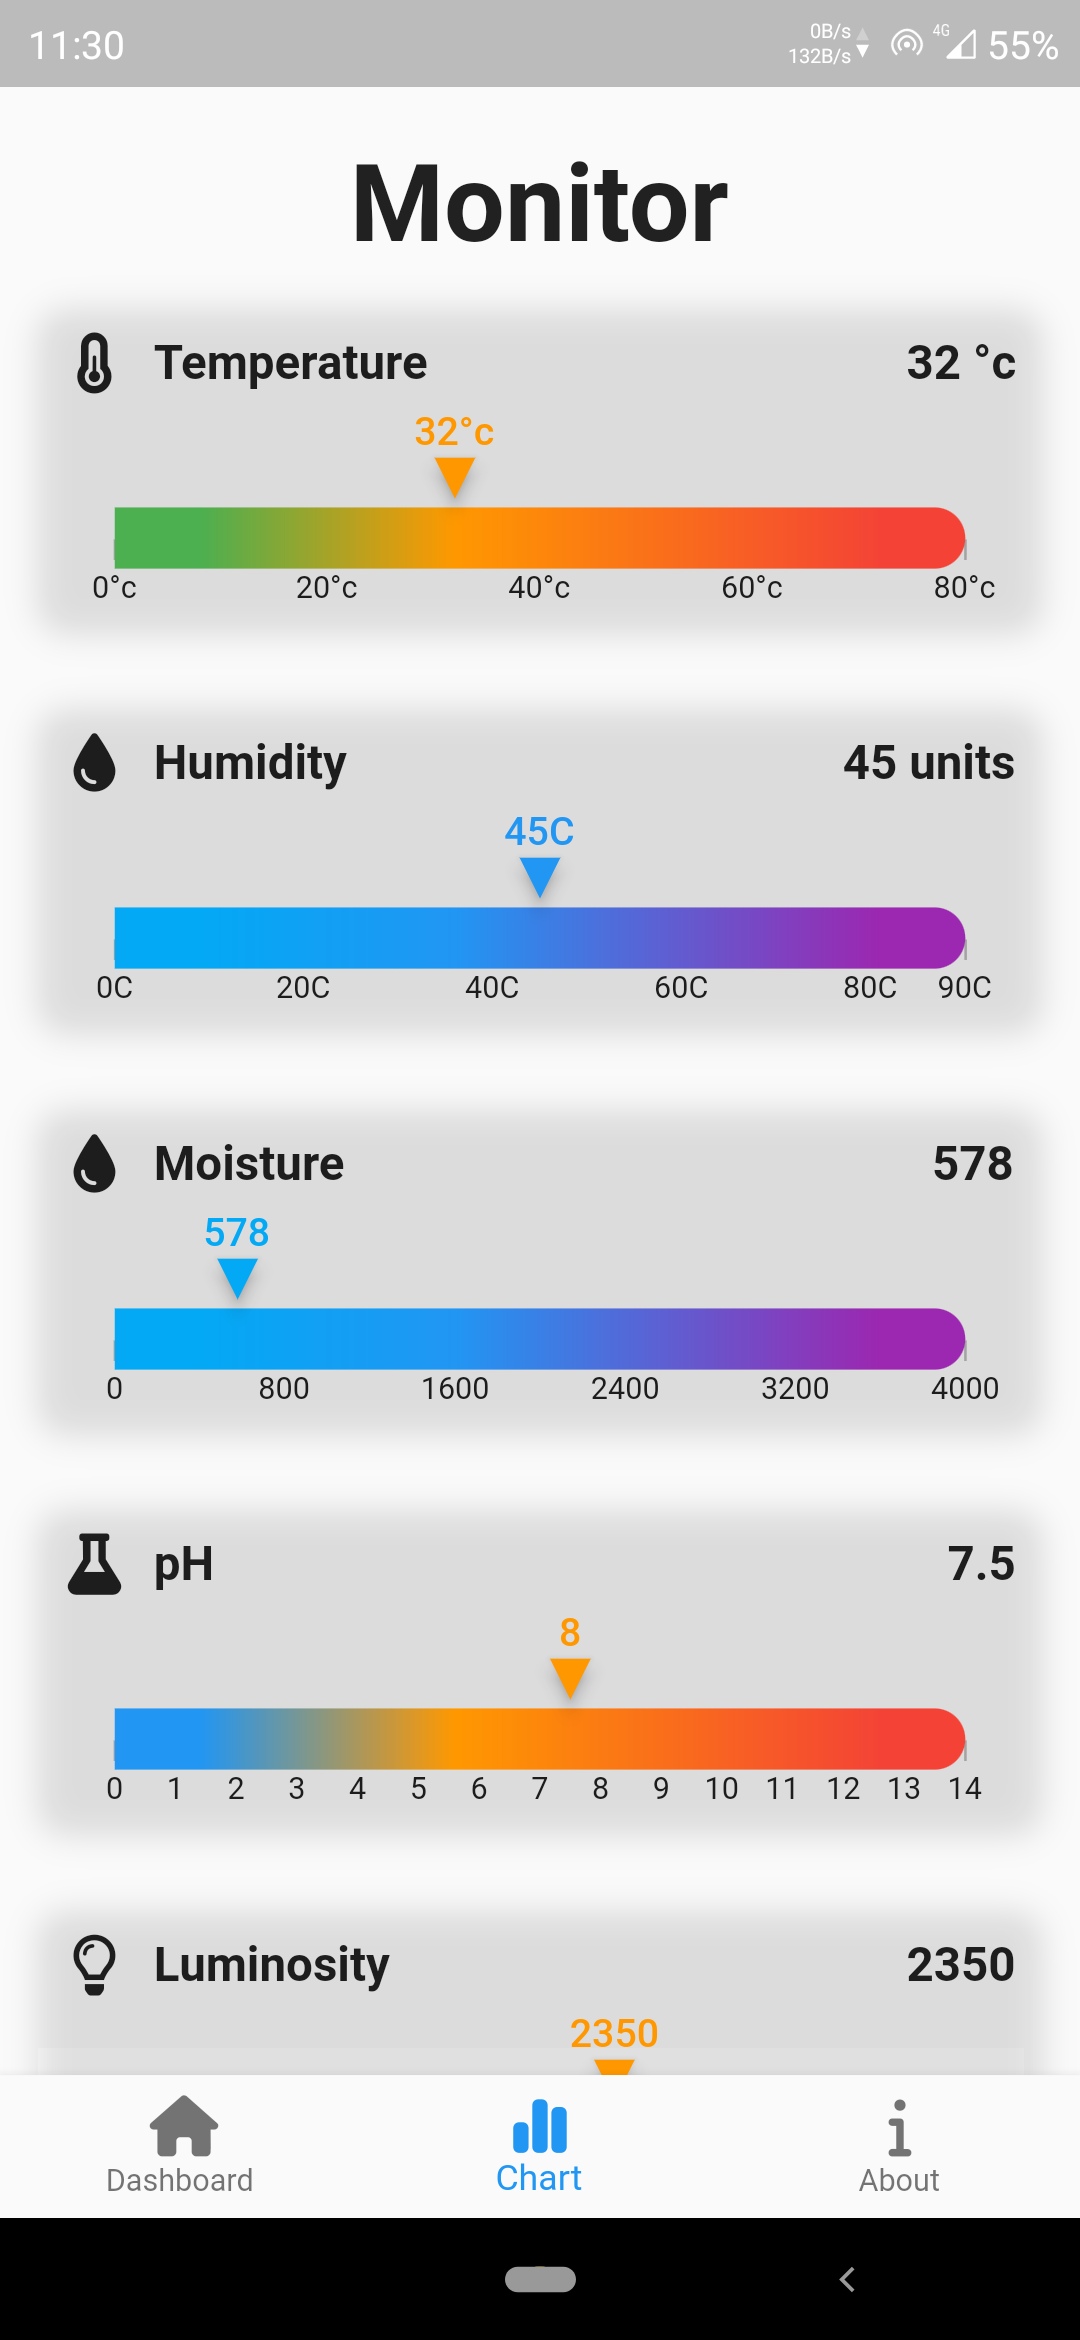 11:30 0B/s 4G 55%
132B/s
Monitor
Temperature 32 °c
32°c
0°c 20°c 40°c 60°c 80°c
Humidity 45 units
45C
0C 20C 40C 60C 80C 90C
Moisture 578
578
0 800 1600 2400 3200 4000
pH 7.5
8
0 1 2 3 4 5 6 7 8 9 10 11 12 13 14
Luminosity 2350
2350
Dashboard Chart About